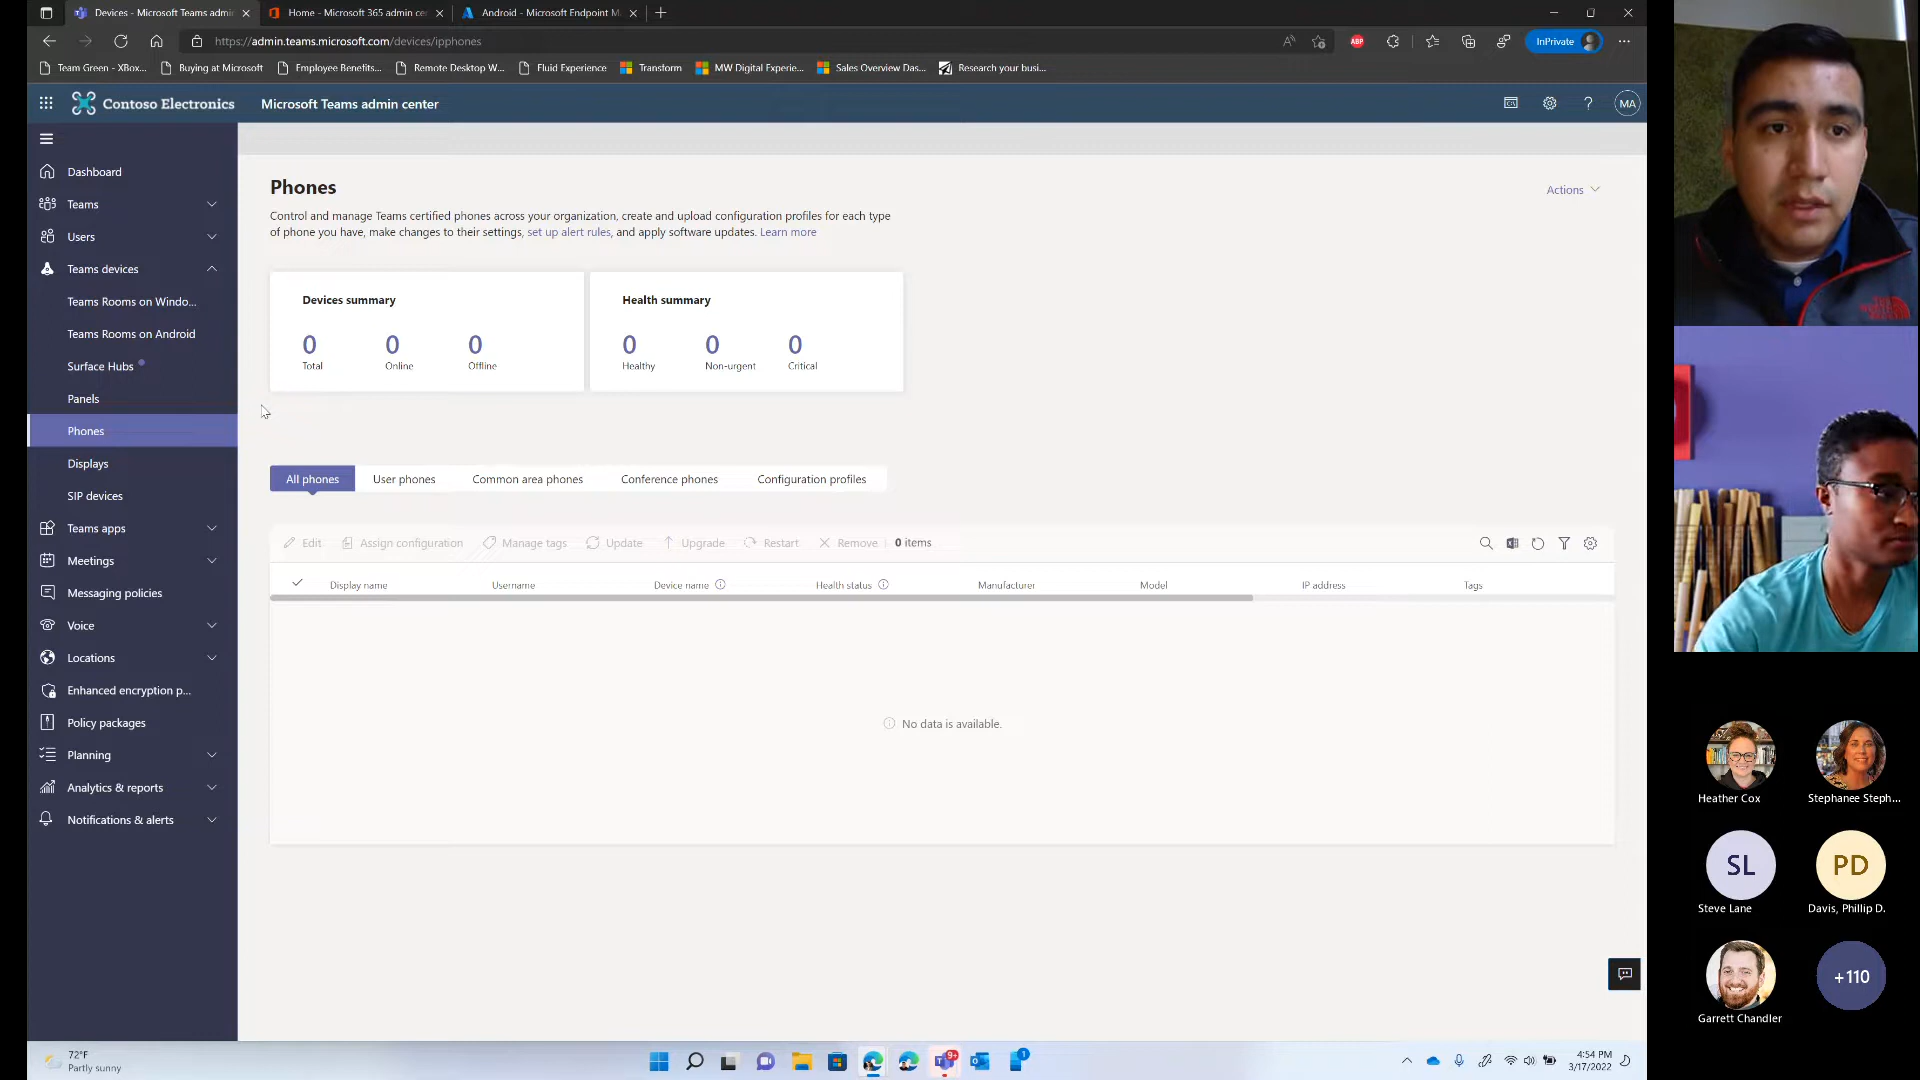 Devices - Microsoft Teams admin
Home - Microsoft 365 admin cer
Android - Microsoft Endpoint M
https://admin.teams.microsoft.com/devices/ipphones
ABP
InPrivate
Team Green - XBox...
Buying at Microsoft
Employee Benefits...
Remote Desktop W...
Fluid Experience
Transform
MW Digital Experie...
Sales Overview Das...
Research your busi...
Contoso Electronics
Microsoft Teams admin center
MA
Dashboard
Teams
Users
Teams devices
Teams Rooms on Windo...
Teams Rooms on Android
Surface Hubs
Panels
Phones
Displays
SIP devices
Teams apps
Meetings
Messaging policies
Voice
Locations
Enhanced encryption p...
Policy packages
Planning
Analytics & reports
Notifications & alerts
Phones
Actions
Control and manage Teams certified phones across your organization, create and upload configuration profiles for each type
of phone you have, make changes to their settings, set up alert rules, and apply software updates. Learn more
Devices summary
0 0 0
Total Online Offline
Health summary
0 0 0
Healthy Non-urgent Critical
All phones User phones Common area phones Conference phones Configuration profiles
Edit Assign configuration Manage tags Update Upgrade Restart Remove 0 items
Display name Username Device name Health status Manufacturer Model IP address Tags
No data is available.
Heather Cox
Stephanee Steph...
SL
Steve Lane
PD
Davis, Phillip D.
Garrett Chandler
+110
72°F
Partly sunny
9+
1
4:54 PM
3/17/2022